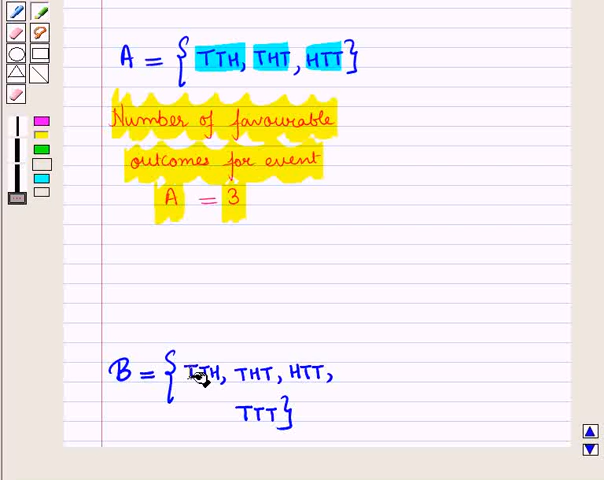 A = { TTH, THT, HTT}
Number of favourable
outcomes for event
A = 3
B = { TTH, THT, HTT,
TTT}